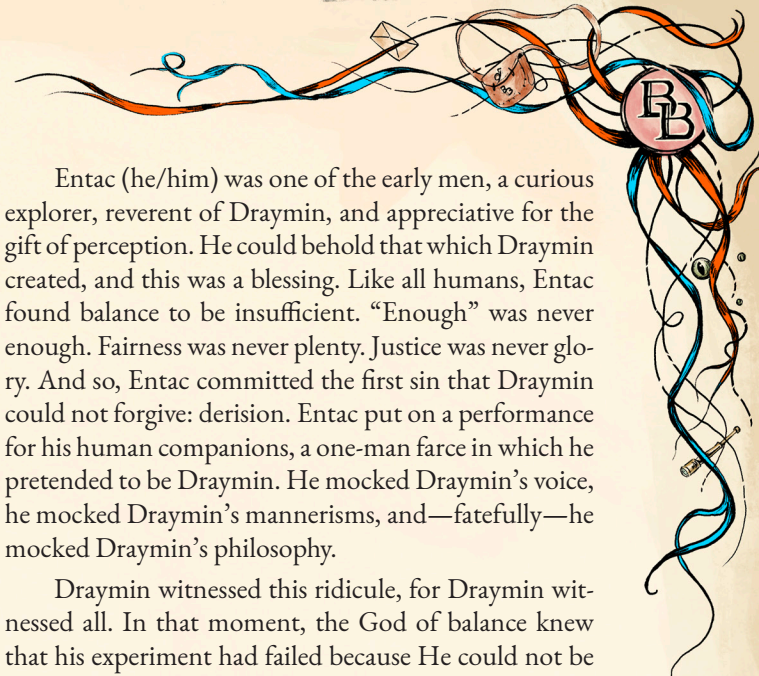 BB
Entac (he/him) was one of the early men, a curious
explorer, reverent of Draymin, and appreciative for the
gift of perception. He could behold that which Draymin
created, and this was a blessing. Like all humans, Entac
found balance to be insufficient. “Enough” was never
enough. Fairness was never plenty. Justice was never glo-
ry. And so, Entac committed the first sin that Draymin
could not forgive: derision. Entac put on a performance
for his human companions, a one-man farce in which he
pretended to be Draymin. He mocked Draymin’s voice,
he mocked Draymin’s mannerisms, and—fatefully—he
mocked Draymin’s philosophy.
Draymin witnessed this ridicule, for Draymin wit-
nessed all. In that moment, the God of balance knew
that his experiment had failed because He could not be